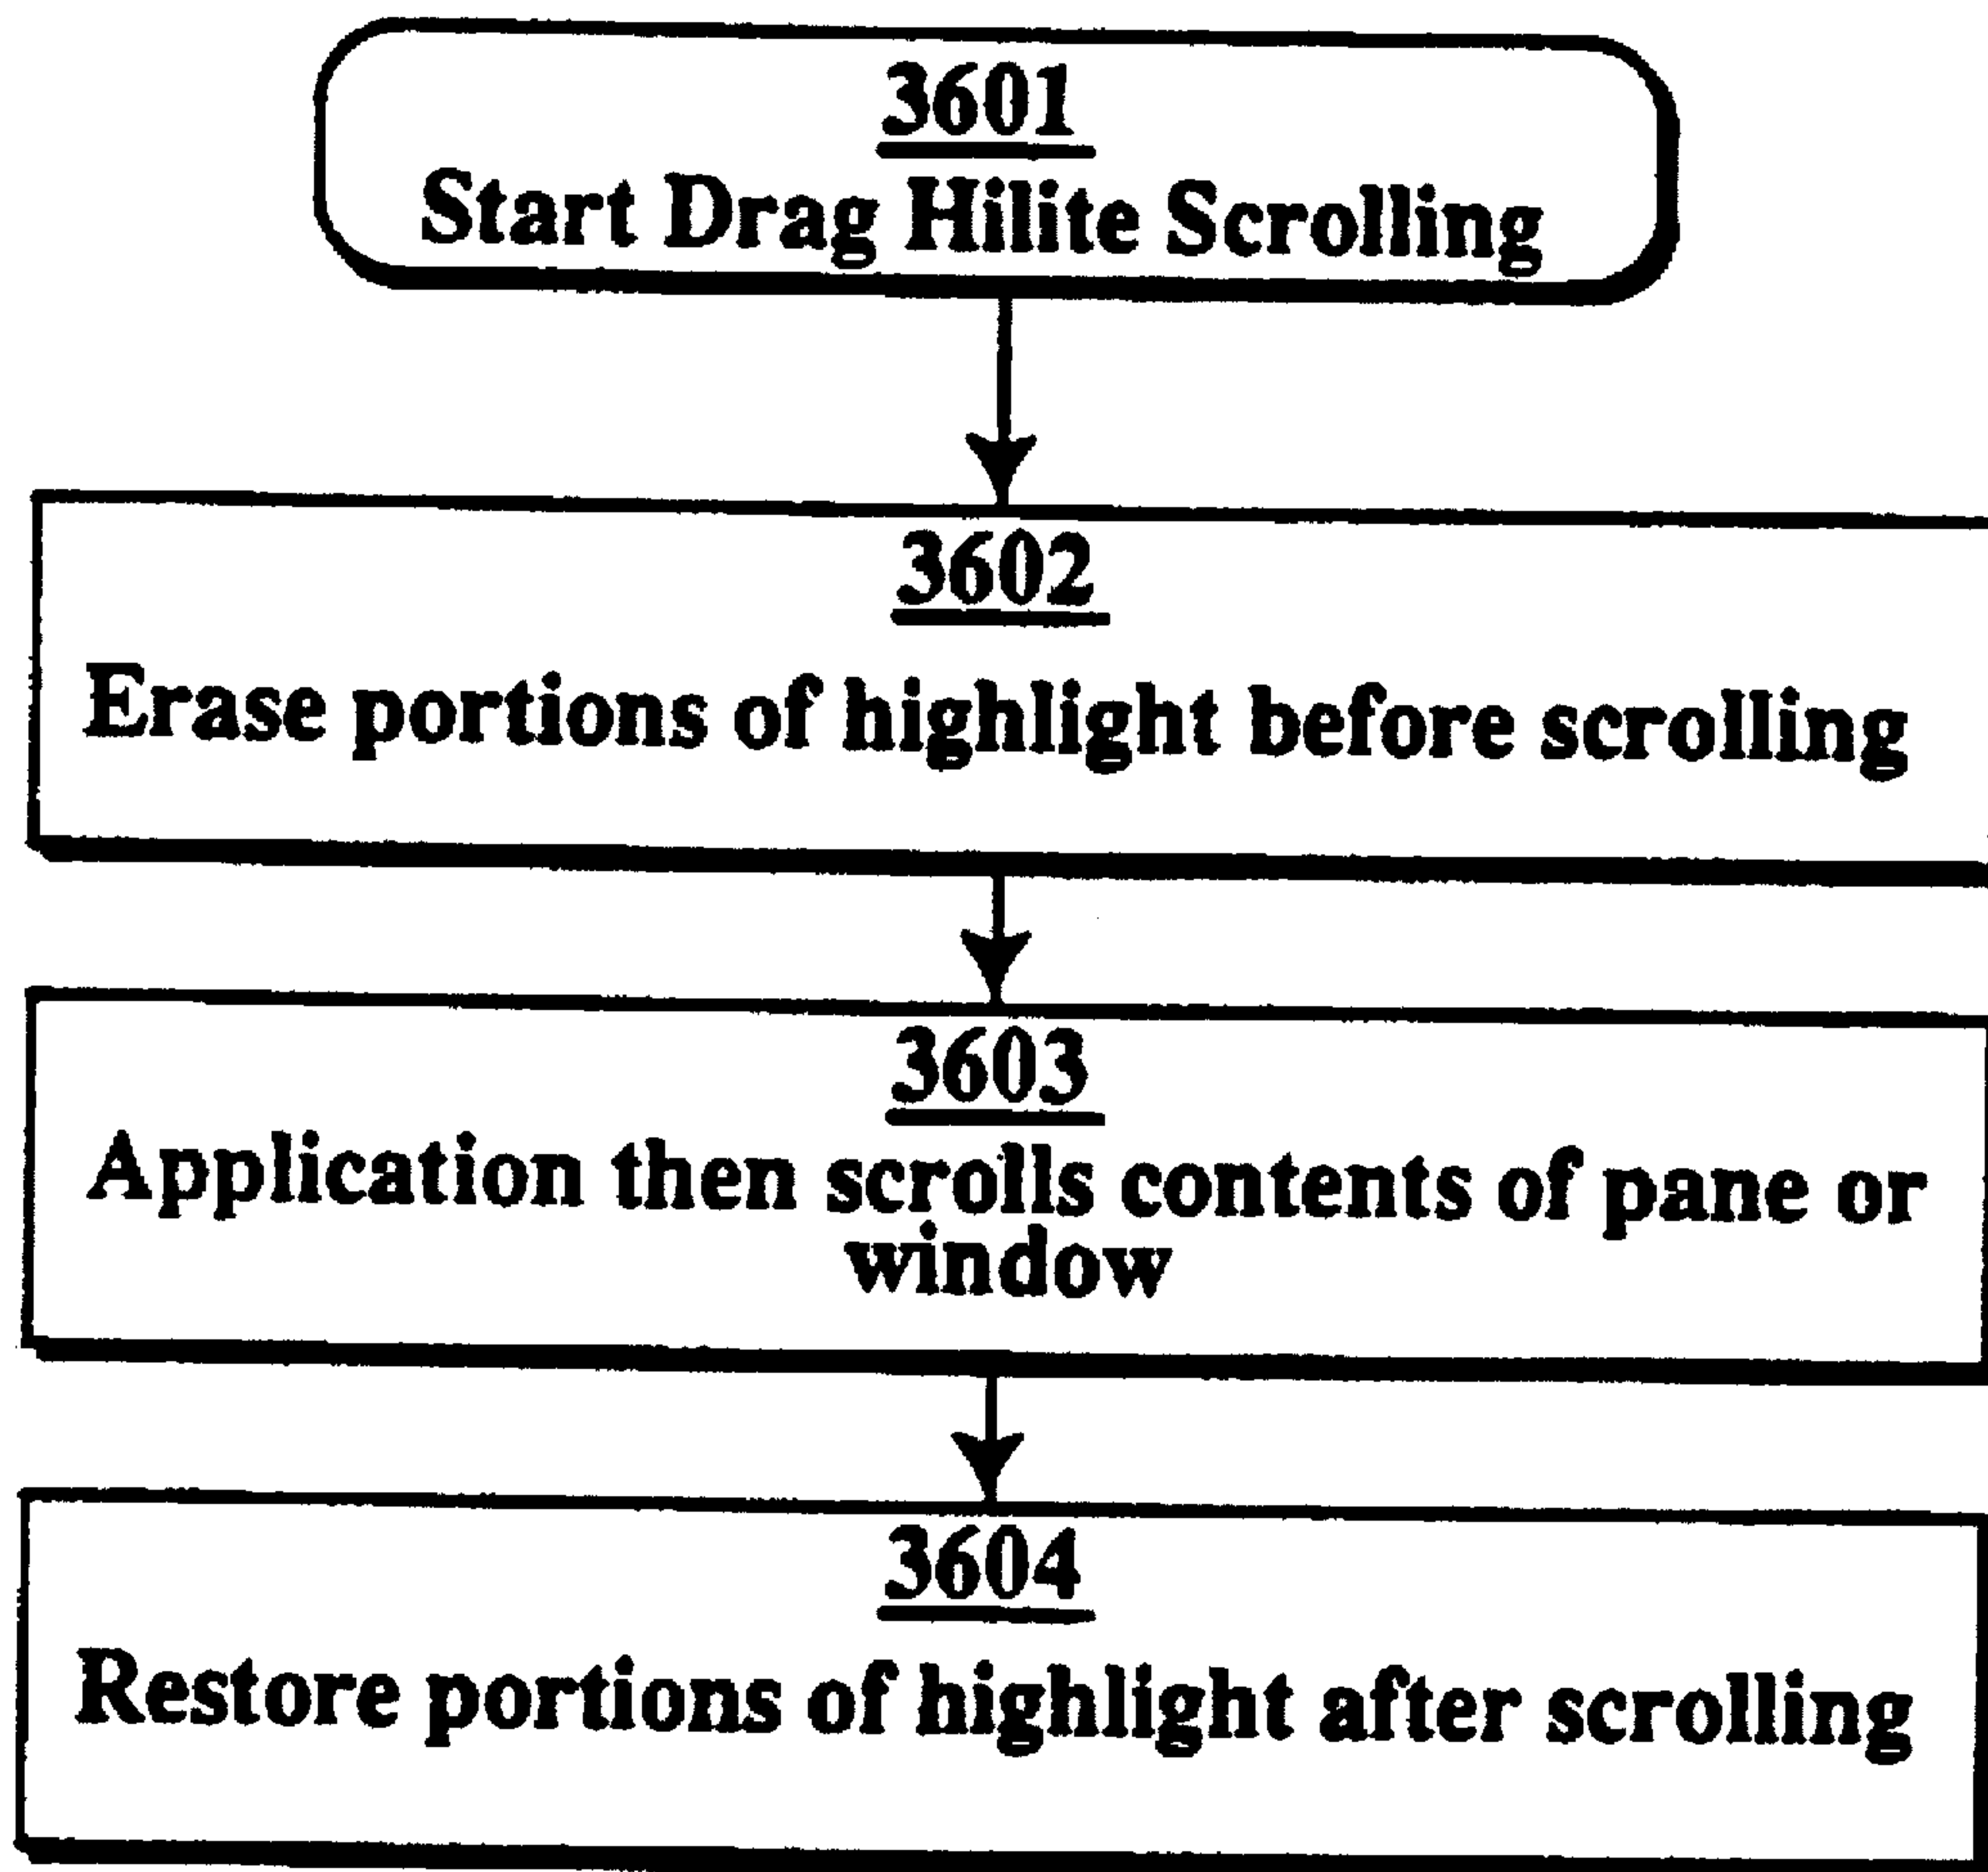 3601
Start Drag Hilite Scrolling
3602
Erase portions of highlight before scrolling
3603
Application then scrolls contents of pane or
window
3604
Restore portions of highlight after scrolling